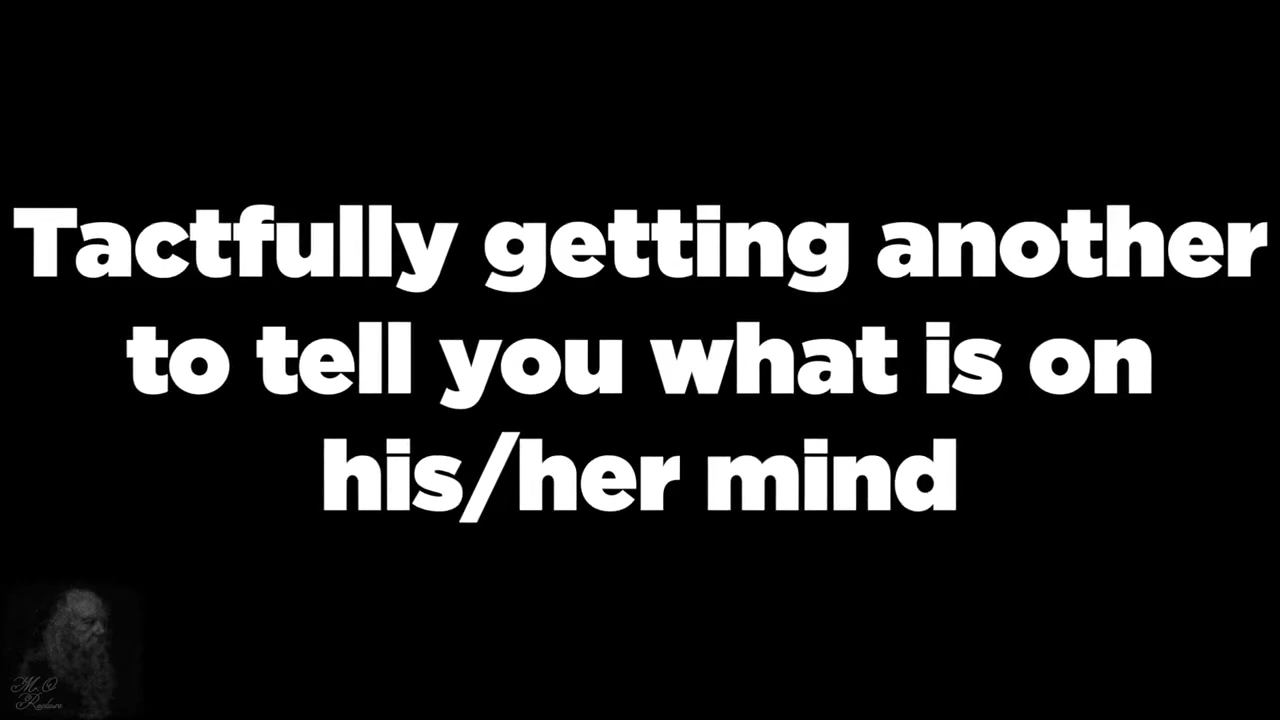 Tactfully getting another
to tell you what is on
his/her mind
M. O